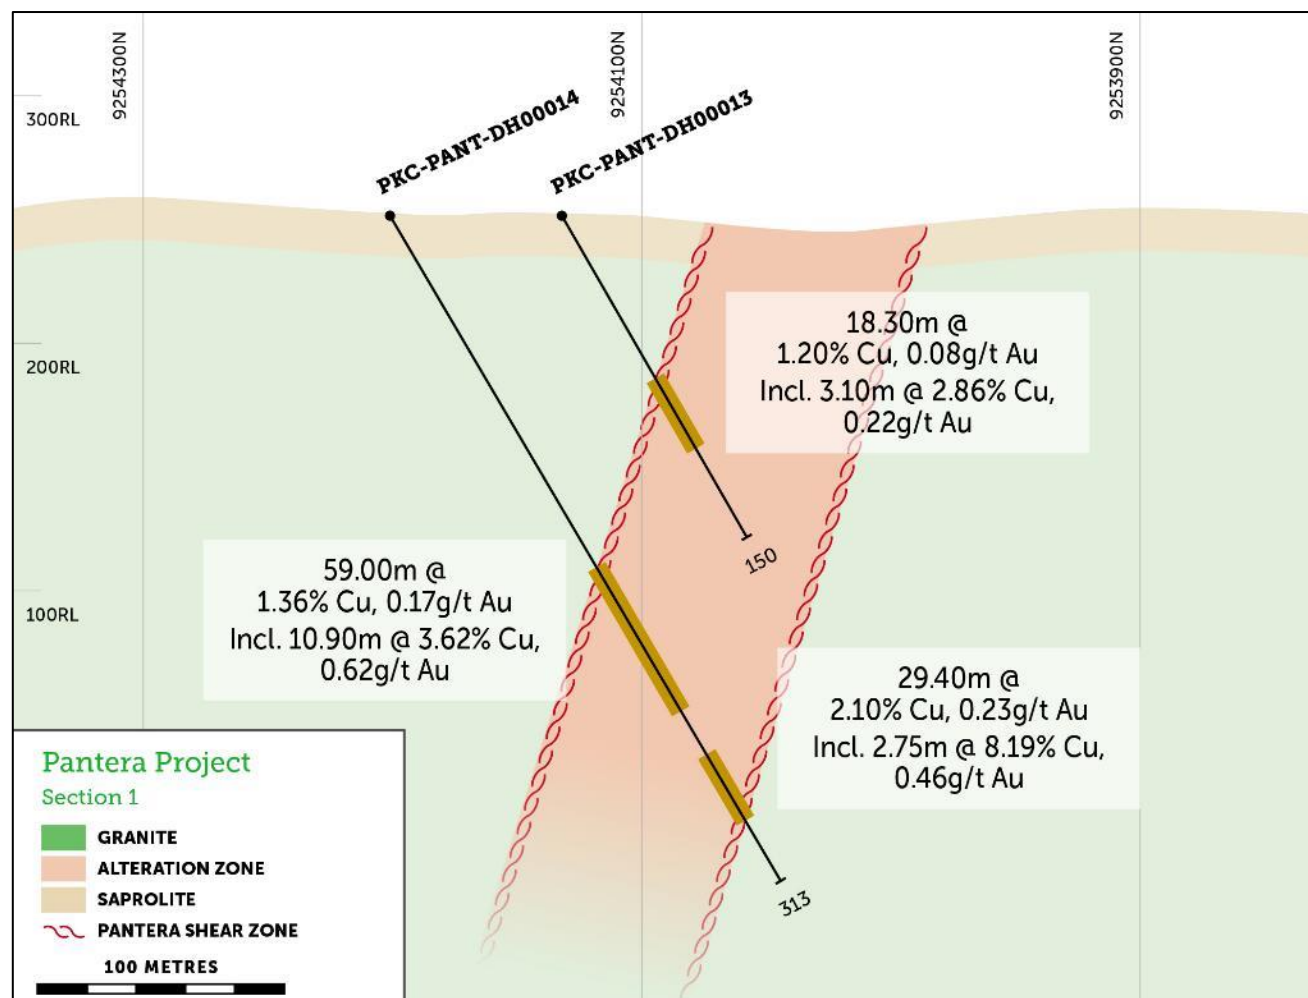 9254300N
9254100N
9253900N
300RL
PKC-PANT-DH00014
PKC-PANT-DH00013
200RL
18.30m @
1.20% Cu, 0.08g/t Au
Incl. 3.10m @ 2.86% Cu,
0.22g/t Au
150
59.00m @
1.36% Cu, 0.17g/t Au
Incl. 10.90m @ 3.62% Cu,
0.62g/t Au
100RL
29.40m @
2.10% Cu, 0.23g/t Au
Incl. 2.75m @ 8.19% Cu,
0.46g/t Au
313
Pantera Project
Section 1
GRANITE
ALTERATION ZONE
SAPROLITE
PANTERA SHEAR ZONE
100 METRES